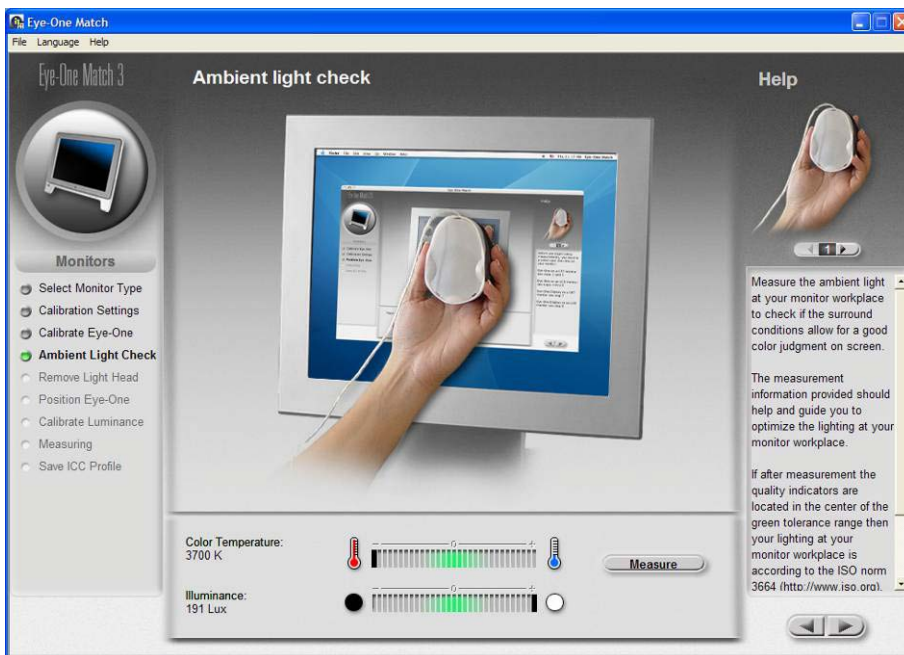 Eye-One Match
File Language Help
Eye-One Match 3
Ambient light check
Help
Monitors
Select Monitor Type
Calibration Settings
Calibrate Eye-One
Ambient Light Check
Remove Light Head
Position Eye-One
Calibrate Luminance
Measuring
Save ICC Profile
1
Measure the ambient light
at your monitor workplace
to check if the surround
conditions allow for a good
color judgment on screen.
The measurement
information provided should
help and guide you to
optimize the lighting at your
monitor workplace.
If after measurement the
quality indicators are
located in the center of the
green tolerance range then
your lighting at your
monitor workplace is
according to the ISO norm
3664 (http://www.iso.org).
Color Temperature:
3700 K
- 0 +
Measure
Illuminance:
191 Lux
- 0 +